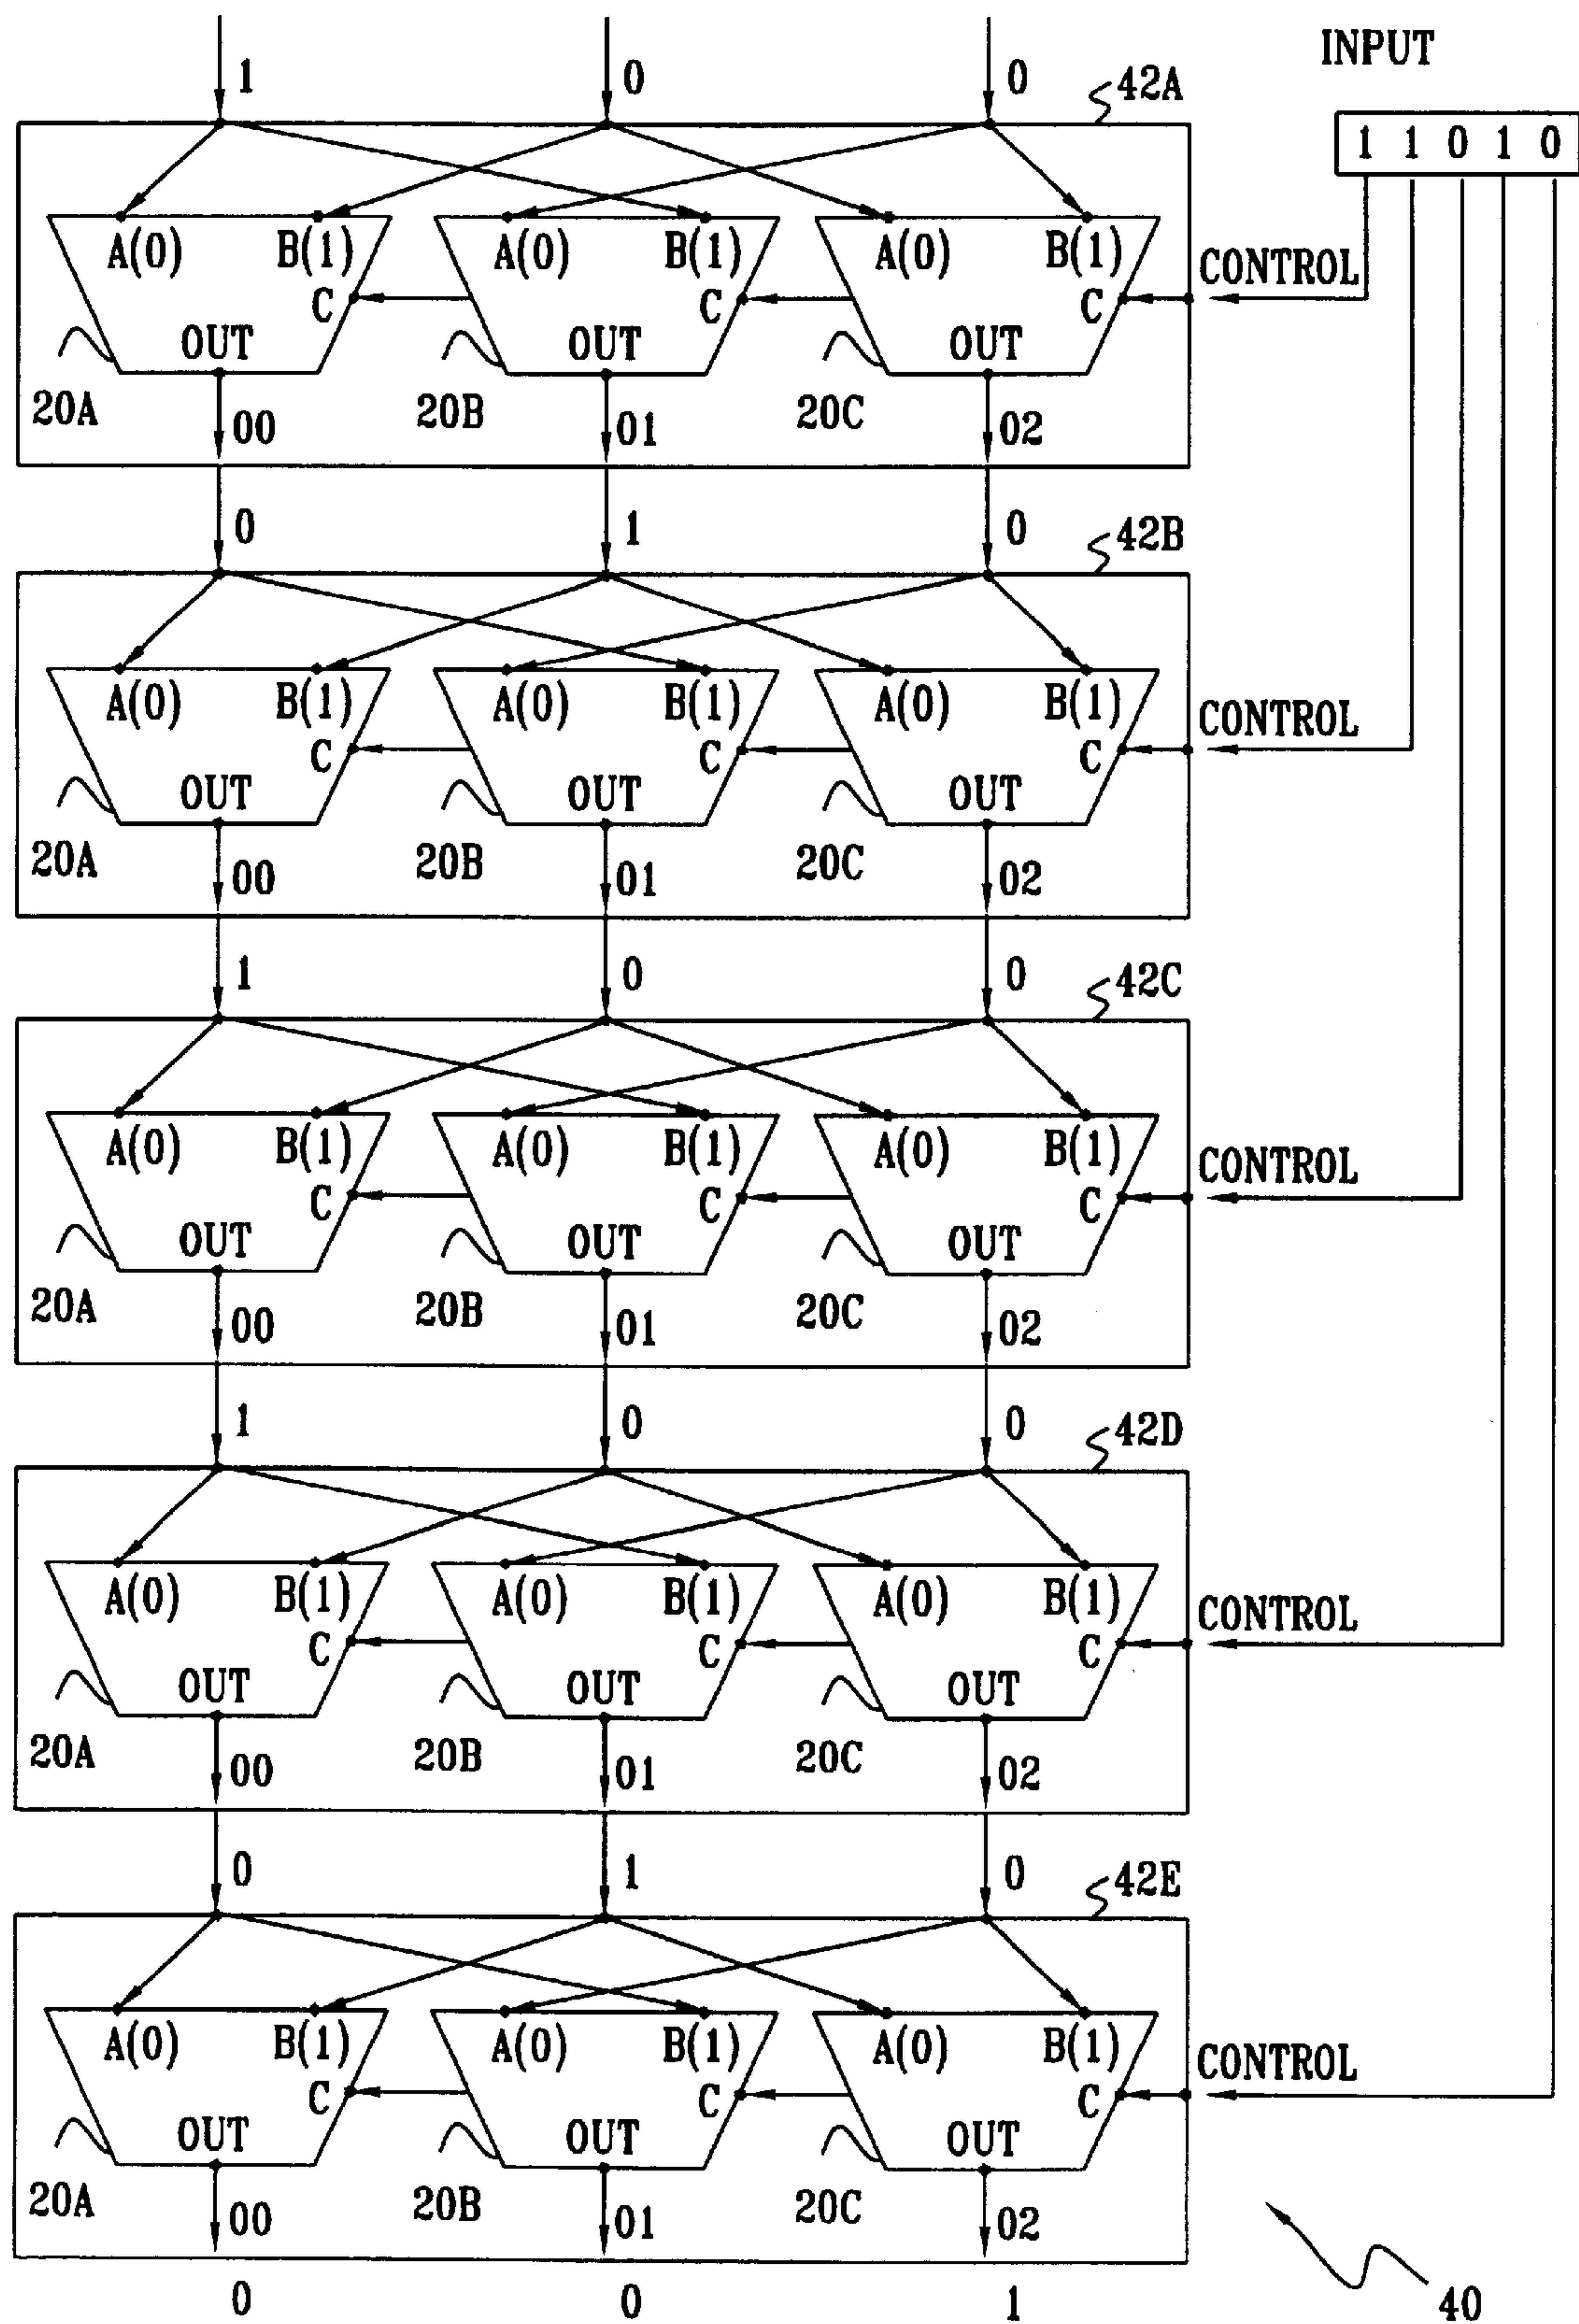 INPUT
1 0 0 42A
1 1 0 1 0
A(0) B(1) A(0) B(1) A(0) B(1) CONTROL
C C C
OUT OUT OUT
20A 00 20B 01 20C 02
0 1 0 42B
A(0) B(1) A(0) B(1) A(0) B(1) CONTROL
C C C
OUT OUT OUT
20A 00 20B 01 20C 02
1 0 0 42C
A(0) B(1) A(0) B(1) A(0) B(1) CONTROL
C C C
OUT OUT OUT
20A 00 20B 01 20C 02
1 0 0 42D
A(0) B(1) A(0) B(1) A(0) B(1) CONTROL
C C C
OUT OUT OUT
20A 00 20B 01 20C 02
0 1 0 42E
A(0) B(1) A(0) B(1) A(0) B(1) CONTROL
C C C
OUT OUT OUT
20A 00 20B 01 20C 02
0 0 1 40